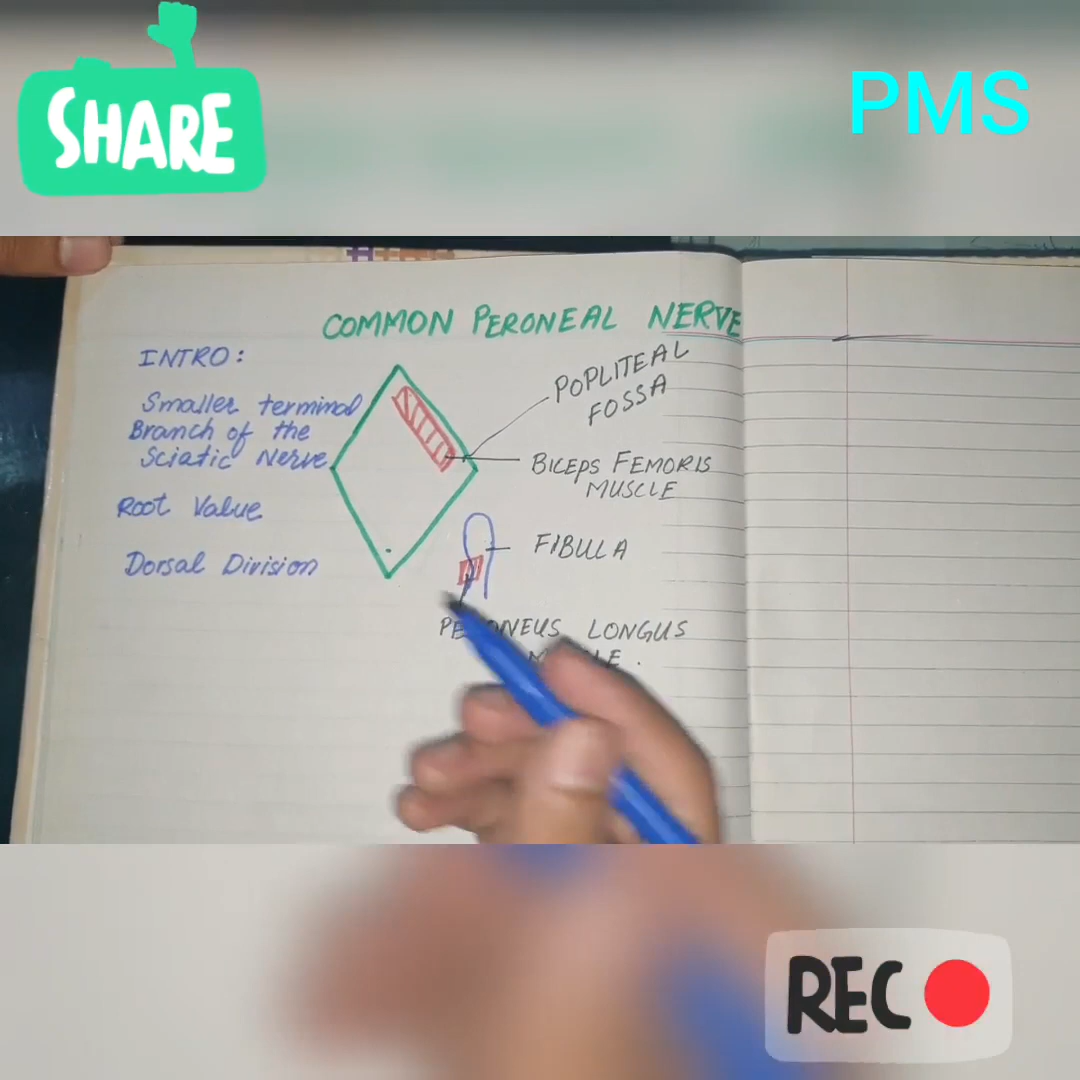 SHARE
PMS
COMMON PERONEAL NERVE
INTRO:
Smaller terminal
Branch of the
Sciatic Nerve
Root Value
Dorsal Division
POPLITEAL
FOSSA
BICEPS FEMORIS
MUSCLE
FIBULA
LONGUS
REC